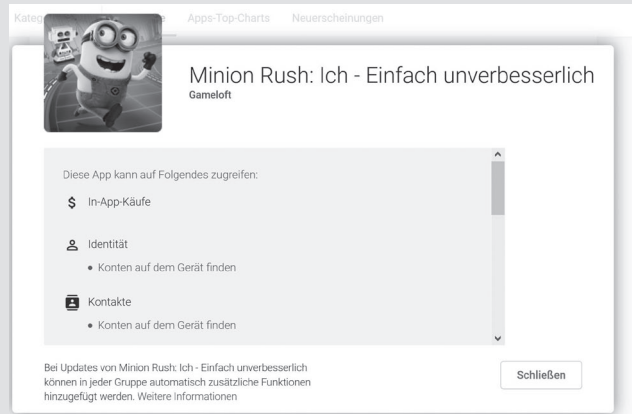 Apps-Top-Charts Neuerscheinungen
Minion Rush: Ich - Einfach unverbesserlich
Gameloft
Diese App kann auf Folgendes zugreifen:
In-App-Käufe
Identität
• Konten auf dem Gerät finden
Kontakte
• Konten auf dem Gerät finden
Bei Updates von Minion Rush: Ich - Einfach unverbesserlich
können in jeder Gruppe automatisch zusätzliche Funktionen
hinzugefügt werden. Weitere Informationen
Schließen